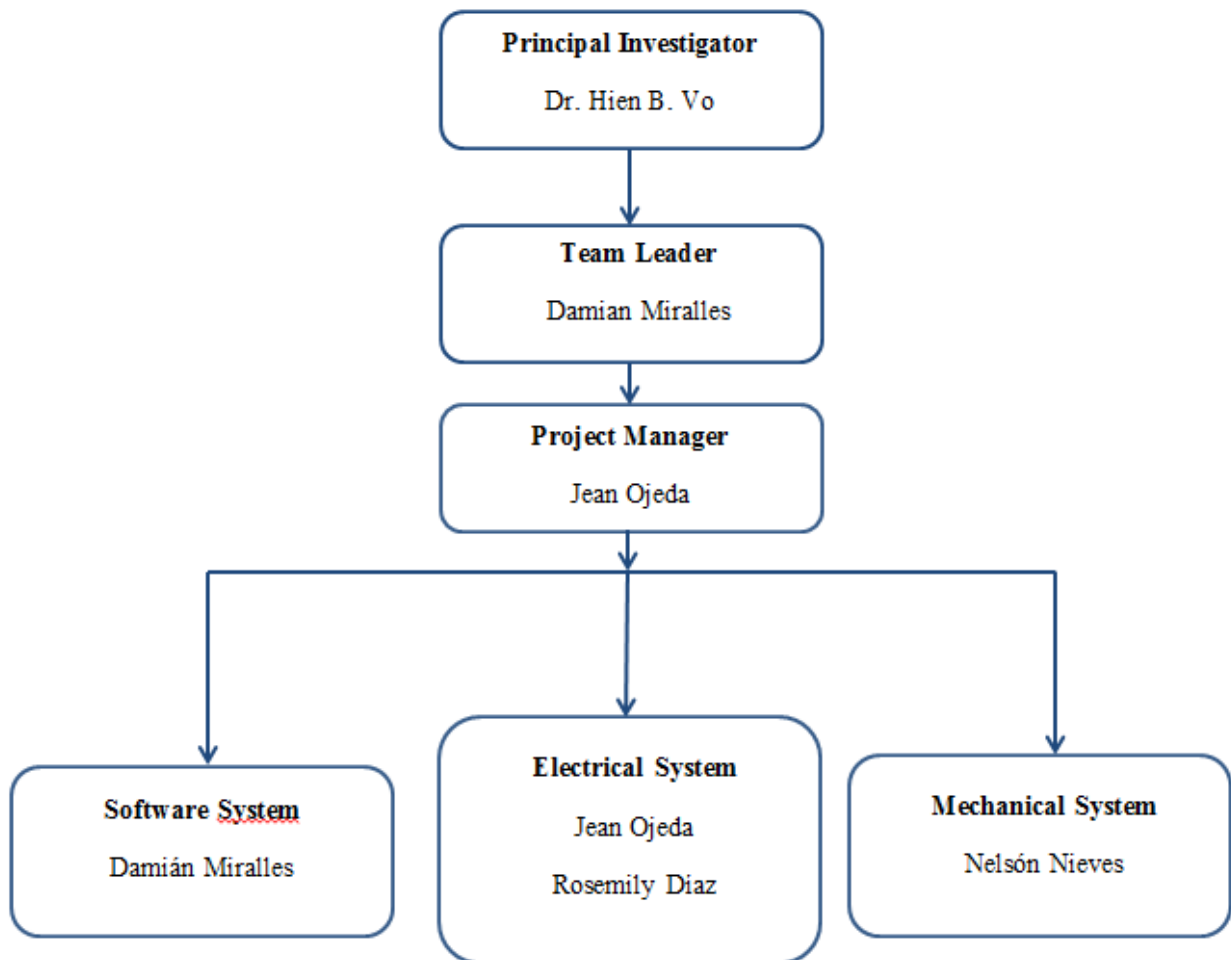 Principal Investigator
Dr. Hien B. Vo
Team Leader
Damian Miralles
Project Manager
Jean Ojeda
Software System
Damián Miralles
Electrical System
Jean Ojeda
Rosemily Diaz
Mechanical System
Nelsón Nieves